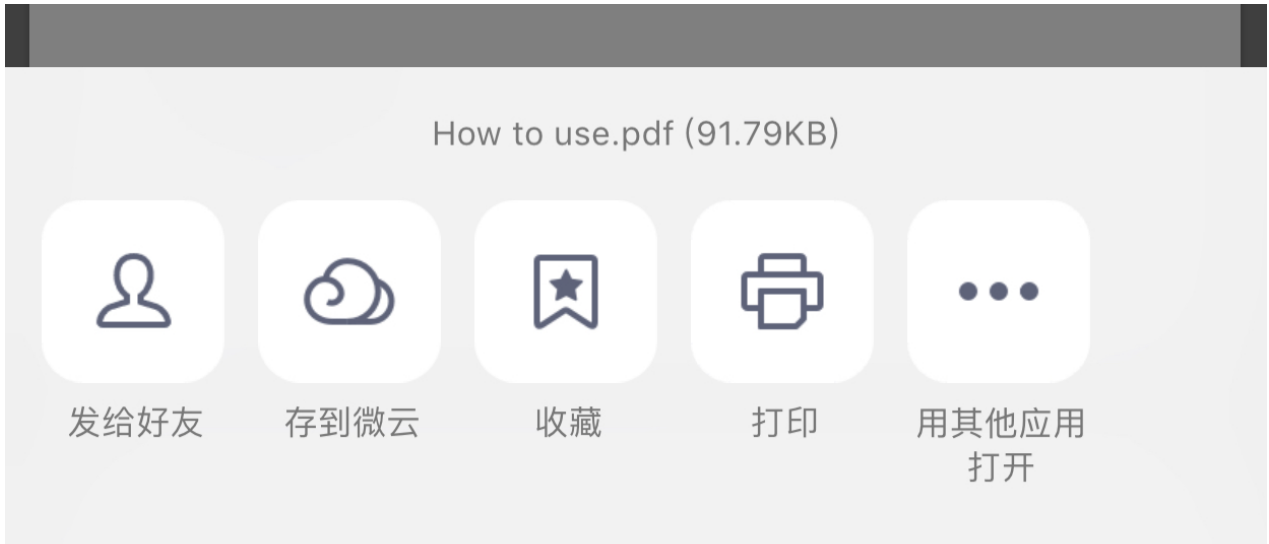 How to use.pdf (91.79KB)
发给好友
存到微云
收藏
打印
用其他应用
打开